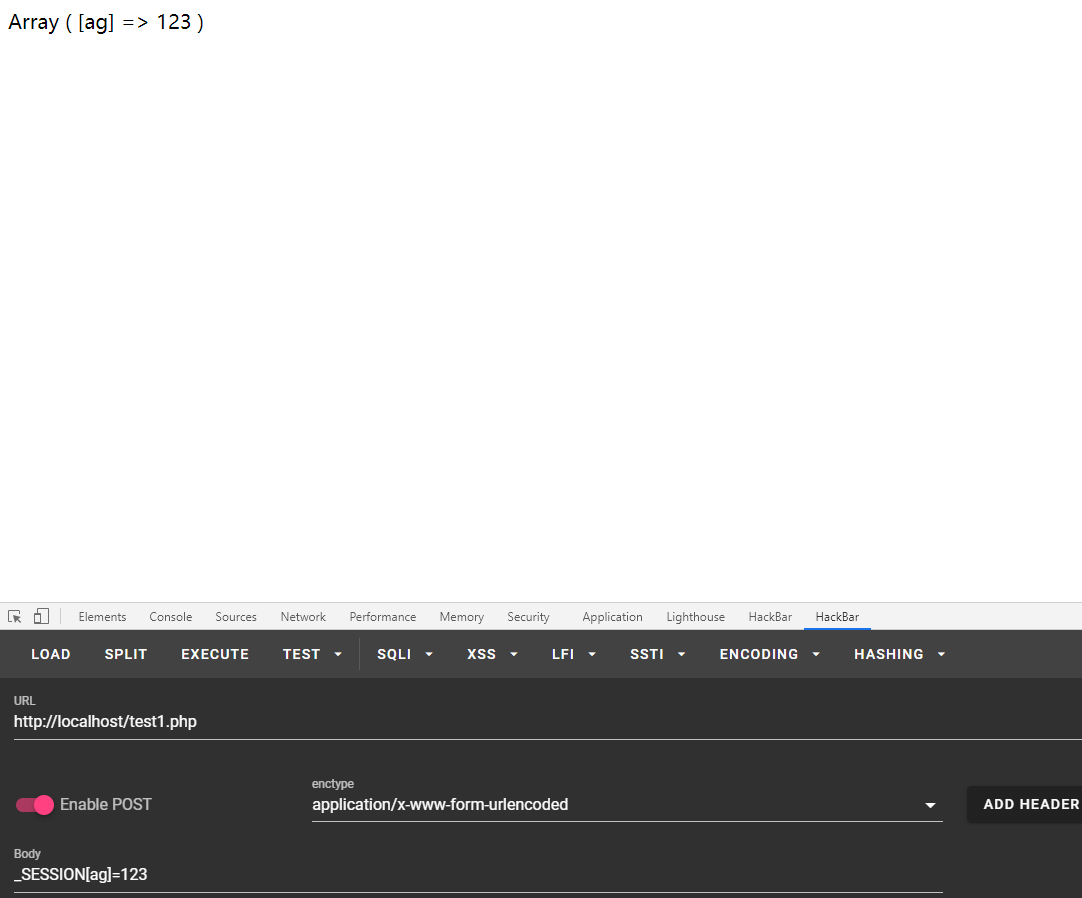 Array ( [ag] => 123 )
Elements Console Sources Network Performance Memory Security Application Lighthouse HackBar HackBar
LOAD SPLIT EXECUTE TEST SQLI XSS LFI SSTI ENCODING HASHING
URL
http://localhost/test1.php
enctype
Enable POST application/x-www-form-urlencoded ADD HEADER
Body
_SESSION[ag]=123